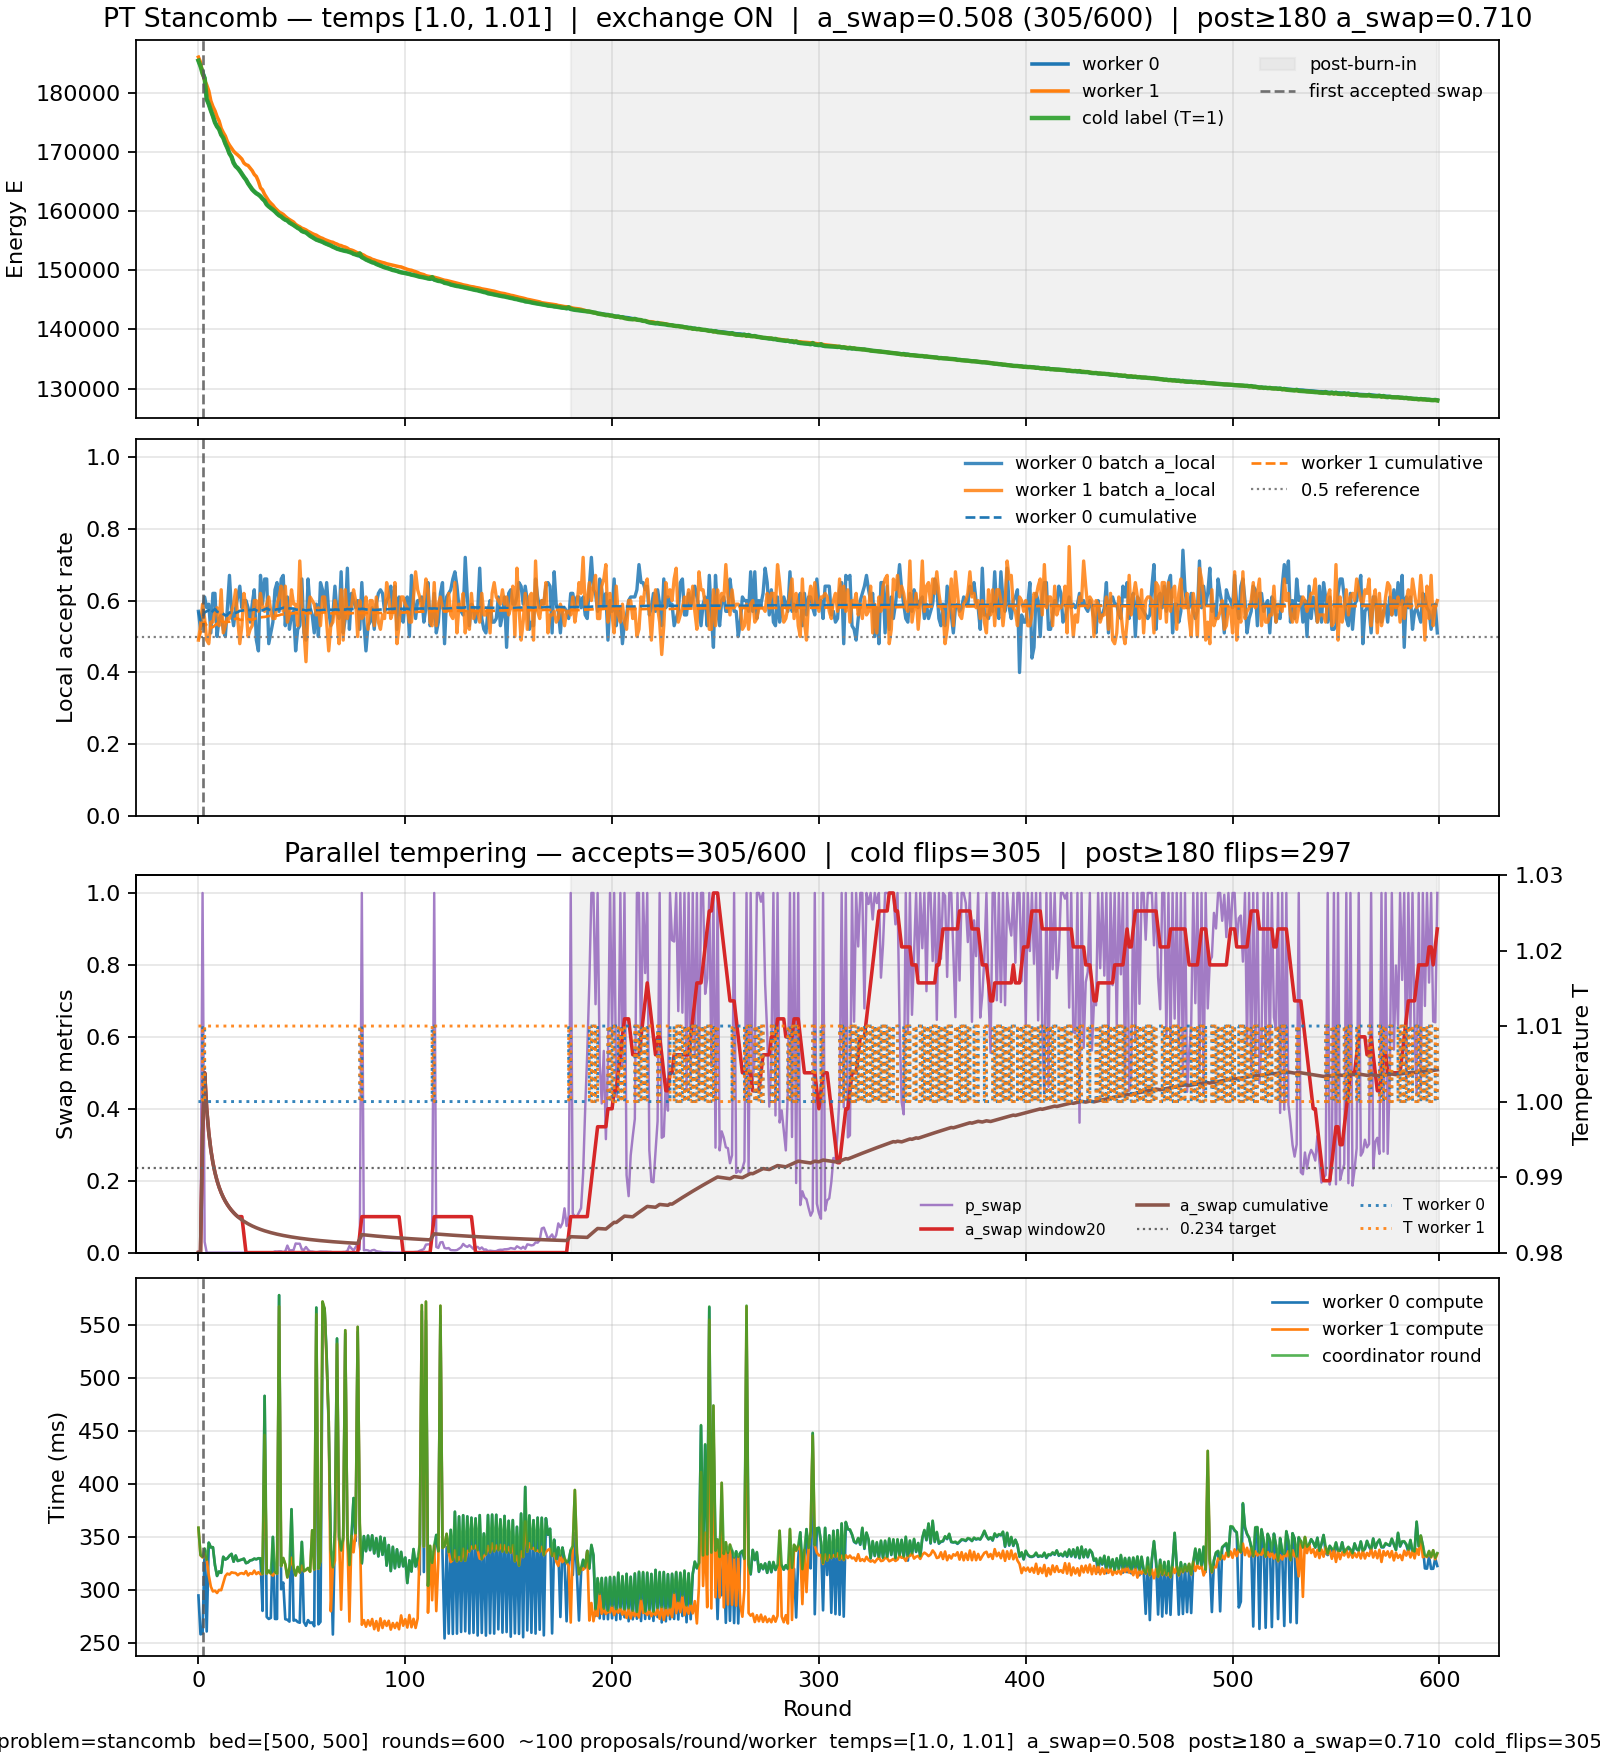 PT Stancomb — temps [1.0, 1.01]  |  exchange ON  |  a_swap=0.508 (305/600)  |  post≥180 a_swap=0.710
worker 0
worker 1
cold label (T=1)
post-burn-in
first accepted swap
Energy E
180000
170000
160000
150000
140000
130000
worker 0 batch a_local
worker 1 batch a_local
worker 0 cumulative
worker 1 cumulative
0.5 reference
Local accept rate
1.0
0.8
0.6
0.4
0.2
0.0
Parallel tempering — accepts=305/600  |  cold flips=305  |  post≥180 flips=297
Swap metrics
1.0
0.8
0.6
0.4
0.2
0.0
p_swap
a_swap window20
a_swap cumulative
0.234 target
T worker 0
T worker 1
1.03
1.02
1.01
1.00
0.99
0.98
Temperature T
worker 0 compute
worker 1 compute
coordinator round
Time (ms)
550
500
450
400
350
300
250
0 100 200 300 400 500 600
Round
problem=stancomb  bed=[500, 500]  rounds=600  ~100 proposals/round/worker  temps=[1.0, 1.01]  a_swap=0.508  post≥180 a_swap=0.710  cold_flips=305